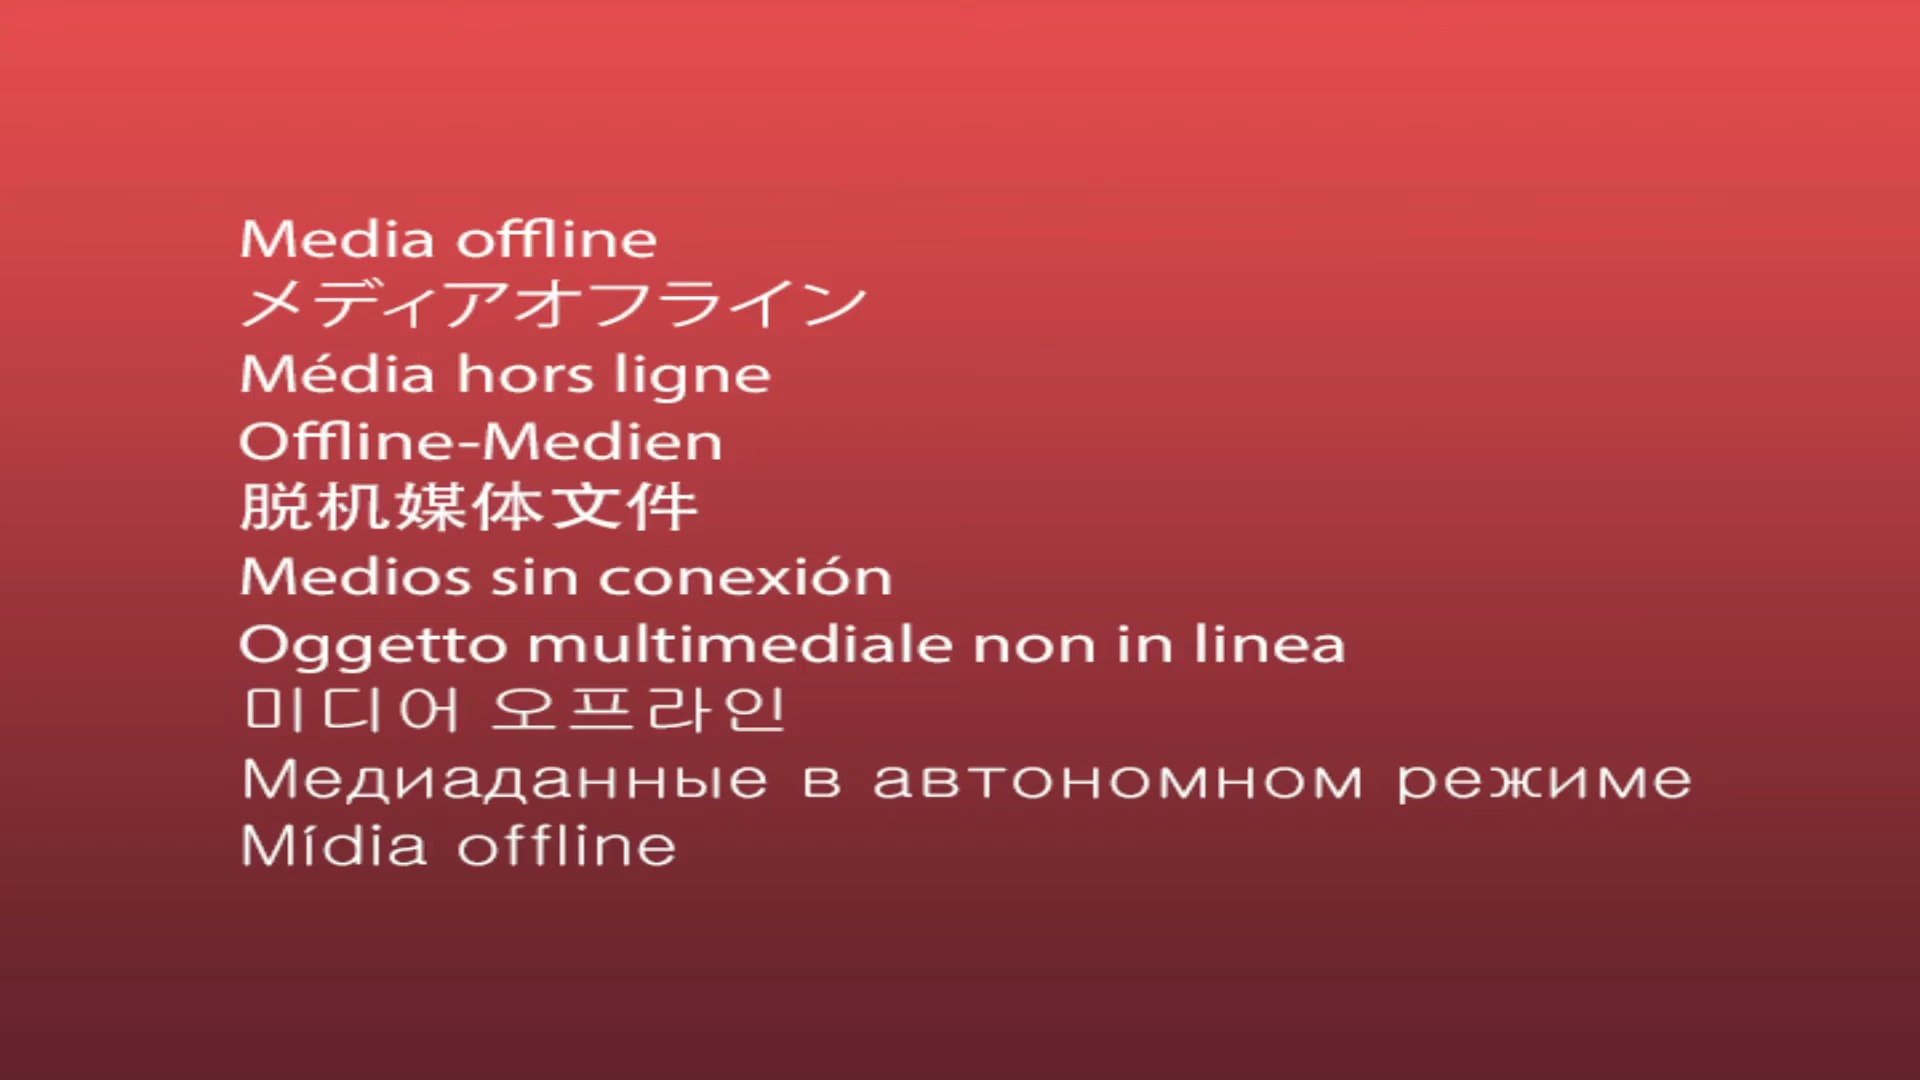 Media offline
メディアオフライン
Média hors ligne
Offline-Medien
脱机媒体文件
Medios sin conexión
Oggetto multimediale non in linea
미디어 오프라인
Медиаданные в автономном режиме
Mídia offline